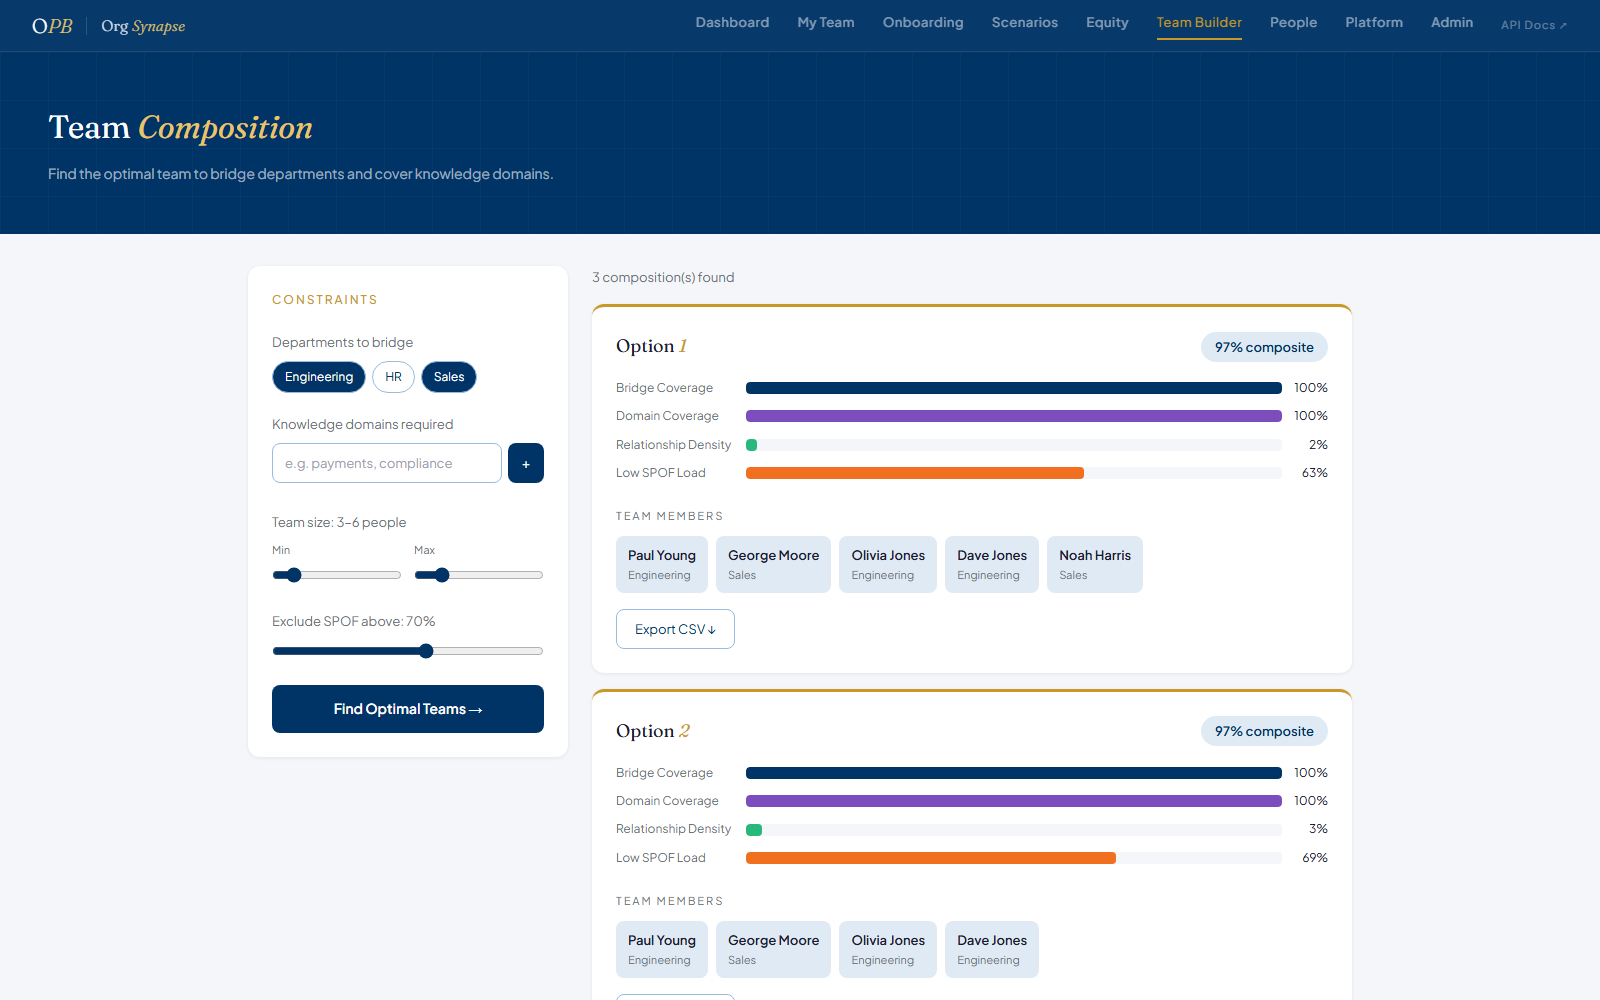 OPB Org Synapse Dashboard My Team Onboarding Scenarios Equity Team Builder People Platform Admin API Docs ↗
Team Composition
Find the optimal team to bridge departments and cover knowledge domains.
CONSTRAINTS
Departments to bridge
Engineering HR Sales
Knowledge domains required
e.g. payments, compliance +
Team size: 3–6 people
Min Max
Exclude SPOF above: 70%
Find Optimal Teams →
3 composition(s) found
Option 1 97% composite
Bridge Coverage 100%
Domain Coverage 100%
Relationship Density 2%
Low SPOF Load 63%
TEAM MEMBERS
Paul Young George Moore Olivia Jones Dave Jones Noah Harris
Engineering Sales Engineering Engineering Sales
Export CSV ↓
Option 2 97% composite
Bridge Coverage 100%
Domain Coverage 100%
Relationship Density 3%
Low SPOF Load 69%
TEAM MEMBERS
Paul Young George Moore Olivia Jones Dave Jones
Engineering Sales Engineering Engineering